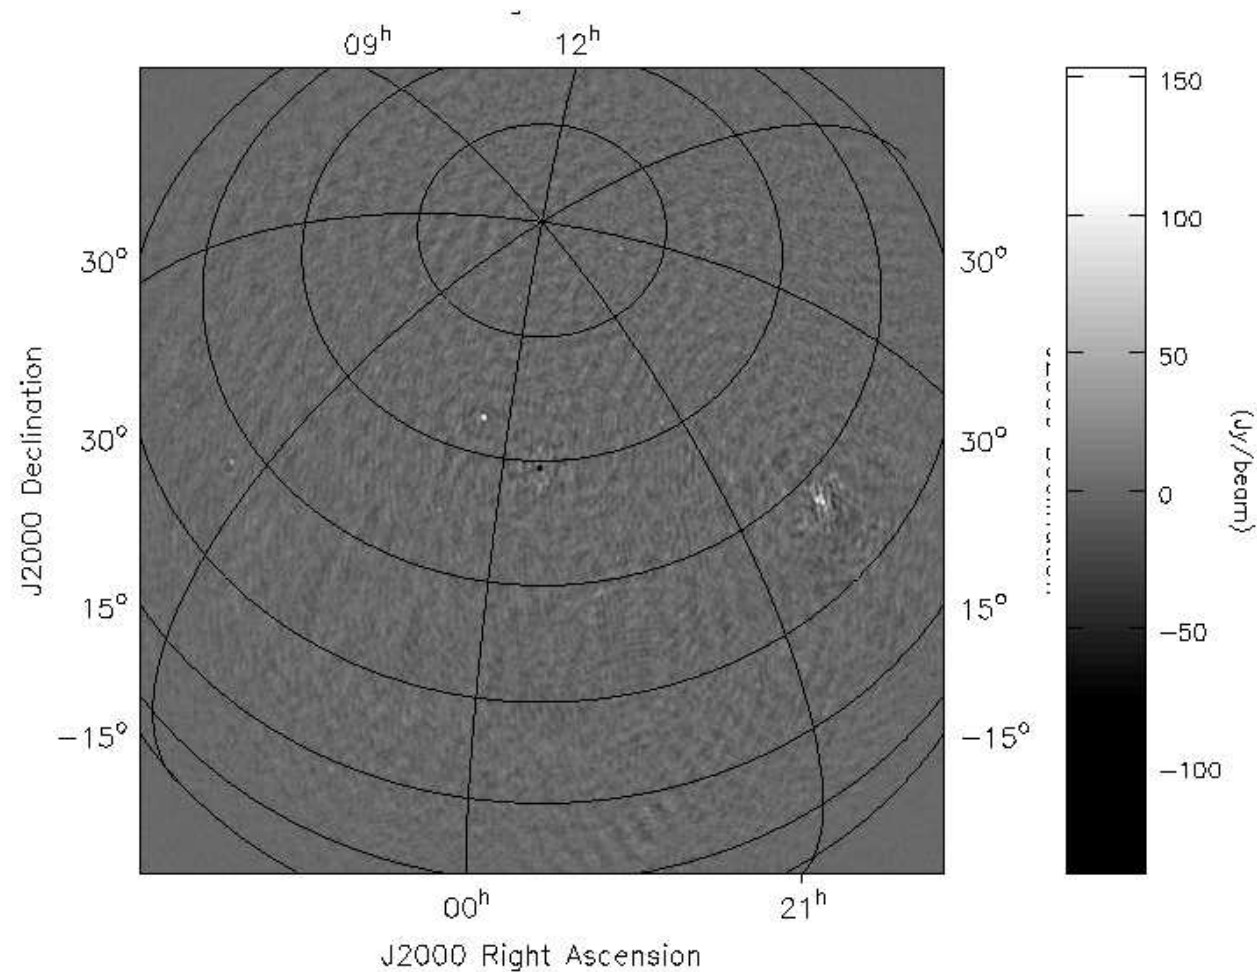 09ʰ 12ʰ
30° 30° 150
30° 30° 100
15° 15° 50
-15° -15° 0
-50
-100
J2000 Declination
(Jy/beam)
00ʰ 21ʰ
J2000 Right Ascension